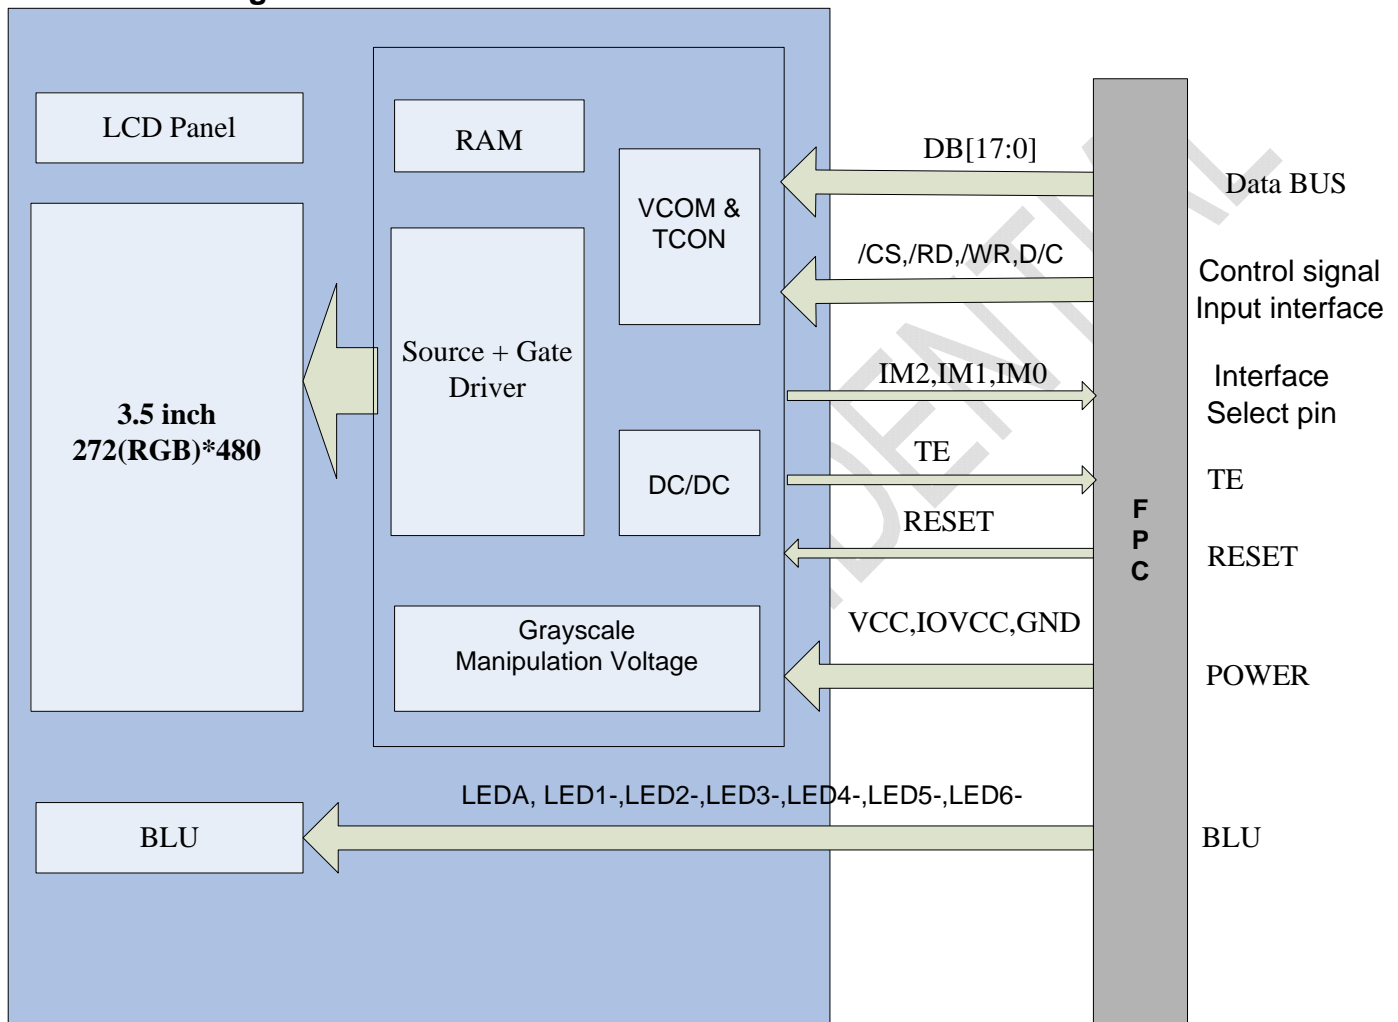 LCD Panel
RAM
VCOM &
TCON
DB[17:0]
Data BUS
/CS,/RD,/WR,D/C
Control signal
Input interface
3.5 inch
272(RGB)*480
Source + Gate
Driver
IM2,IM1,IM0
Interface
Select pin
DC/DC
TE
TE
RESET
RESET
F
P
C
Grayscale
Manipulation Voltage
VCC,IOVCC,GND
POWER
LEDA, LED1-,LED2-,LED3-,LED4-,LED5-,LED6-
BLU
BLU